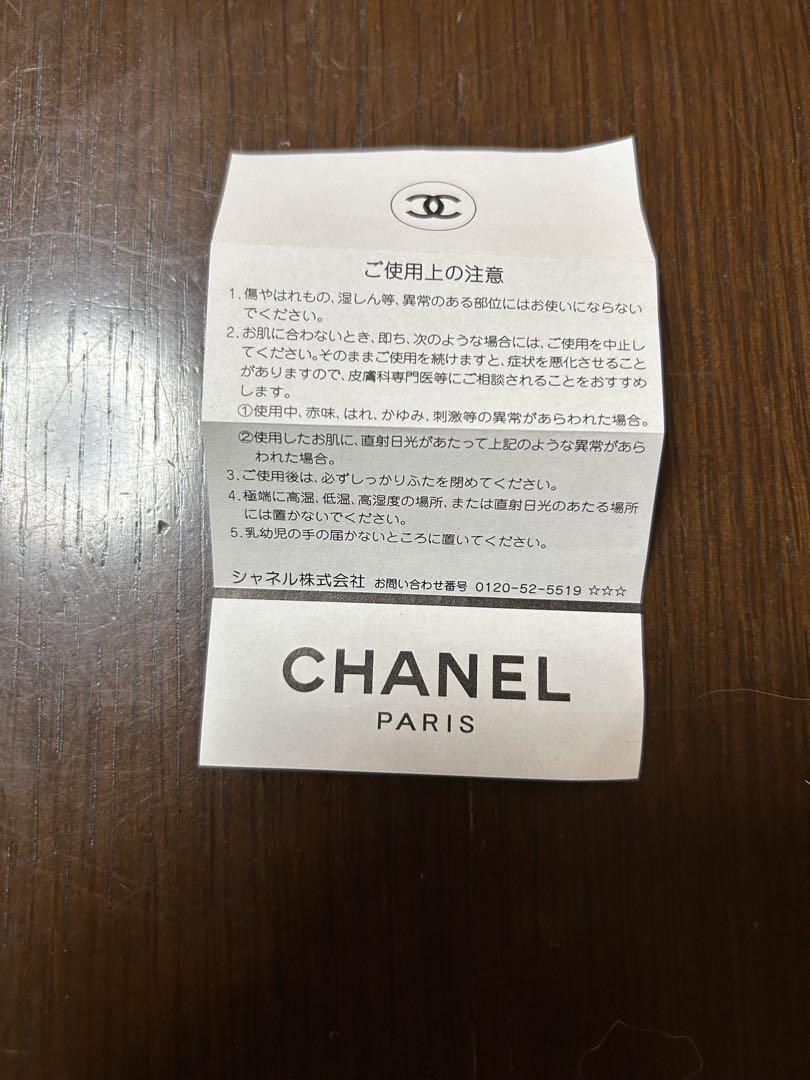 ご使用上の注意
1.傷やはれもの、湿しん等、異常のある部位にはお使いにならない
でください。
2.お肌に合わないとき、即ち、次のような場合には、ご使用を中止し
てください。そのままご使用を続けますと、症状を悪化させること
がありますので、皮膚科専門医等にご相談されることをおすすめ
します。
①使用中、赤味、はれ、かゆみ、刺激等の異常があらわれた場合。
②使用したお肌に、直射日光があたって上記のような異常があら
われた場合。
3.ご使用後は、必ずしっかりふたを閉めてください。
4.極端に高温、低温、高湿度の場所、または直射日光のあたる場所
には置かないでください。
5.乳幼児の手の届かないところに置いてください。
シャネル株式会社 お問い合わせ番号 0120-52-5519 ☆☆☆
CHANEL
PARIS